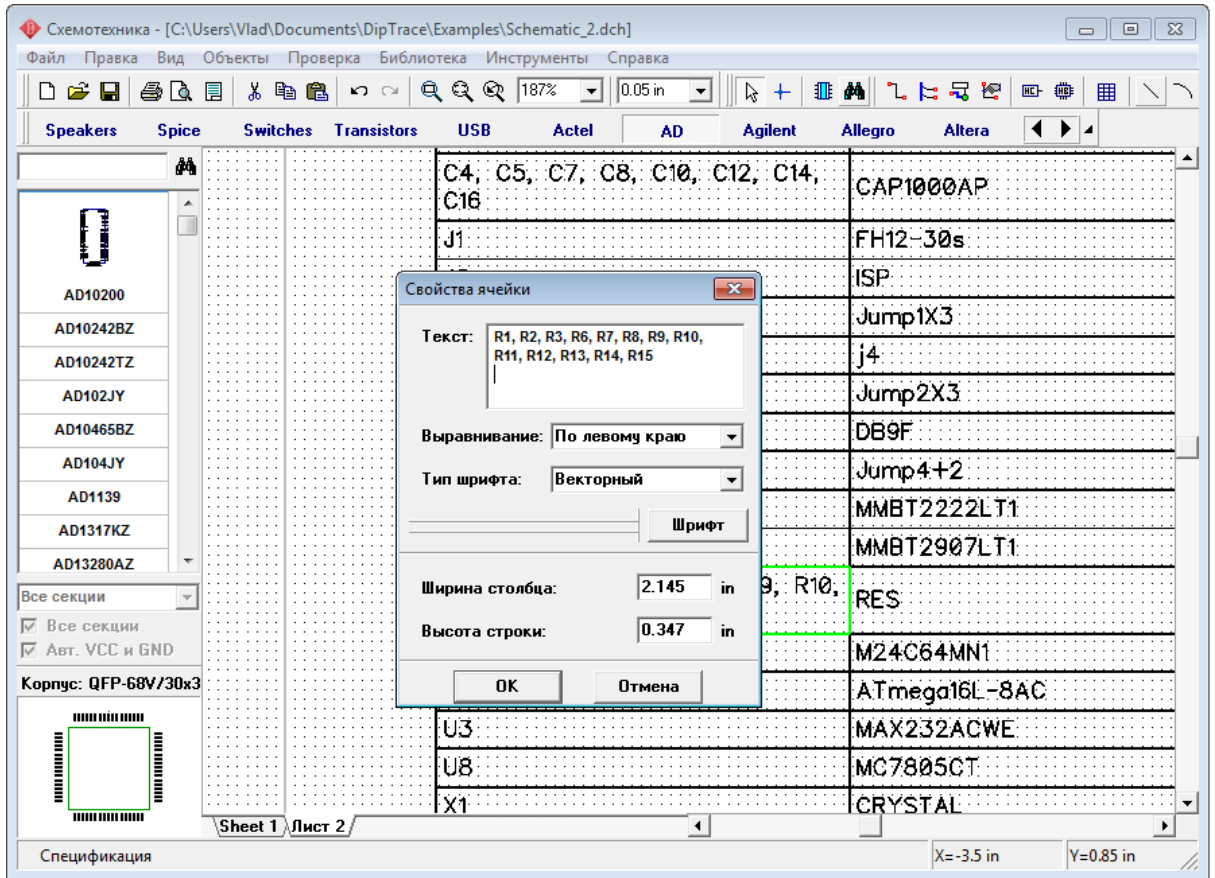 Схемотехника - [C:\Users\Vlad\Documents\DipTrace\Examples\Schematic_2.dch]
Файл Правка Вид Объекты Проверка Библиотека Инструменты Справка
187% 0.05 in
Speakers Spice Switches Transistors USB Actel AD Agilent Allegro Altera
C4, C5, C7, C8, C10, C12, C14, C16
CAP1000AP
J1 FH12-30s
ISP
Jump1X3
j4
Jump2X3
DB9F
Jump4+2
MMBT2222LT1
MMBT2907LT1
9, R10, RES
M24C64MN1
ATmega16L-8AC
U3 MAX232ACWE
U8 MC7805CT
X1 CRYSTAL
AD10200
AD10242BZ
AD10242TZ
AD102JY
AD10465BZ
AD104JY
AD1139
AD1317KZ
AD13280AZ
Все секции
Все секции
Авт. VCC и GND
Корпус: QFP-68V/30x3
Свойства ячейки
Текст: R1, R2, R3, R6, R7, R8, R9, R10,
R11, R12, R13, R14, R15
Выравнивание: По левому краю
Тип шрифта: Векторный
Шрифт
Ширина столбца: 2.145 in
Высота строки: 0.347 in
OK Отмена
Sheet 1 Лист 2
Спецификация X=-3.5 in Y=0.85 in